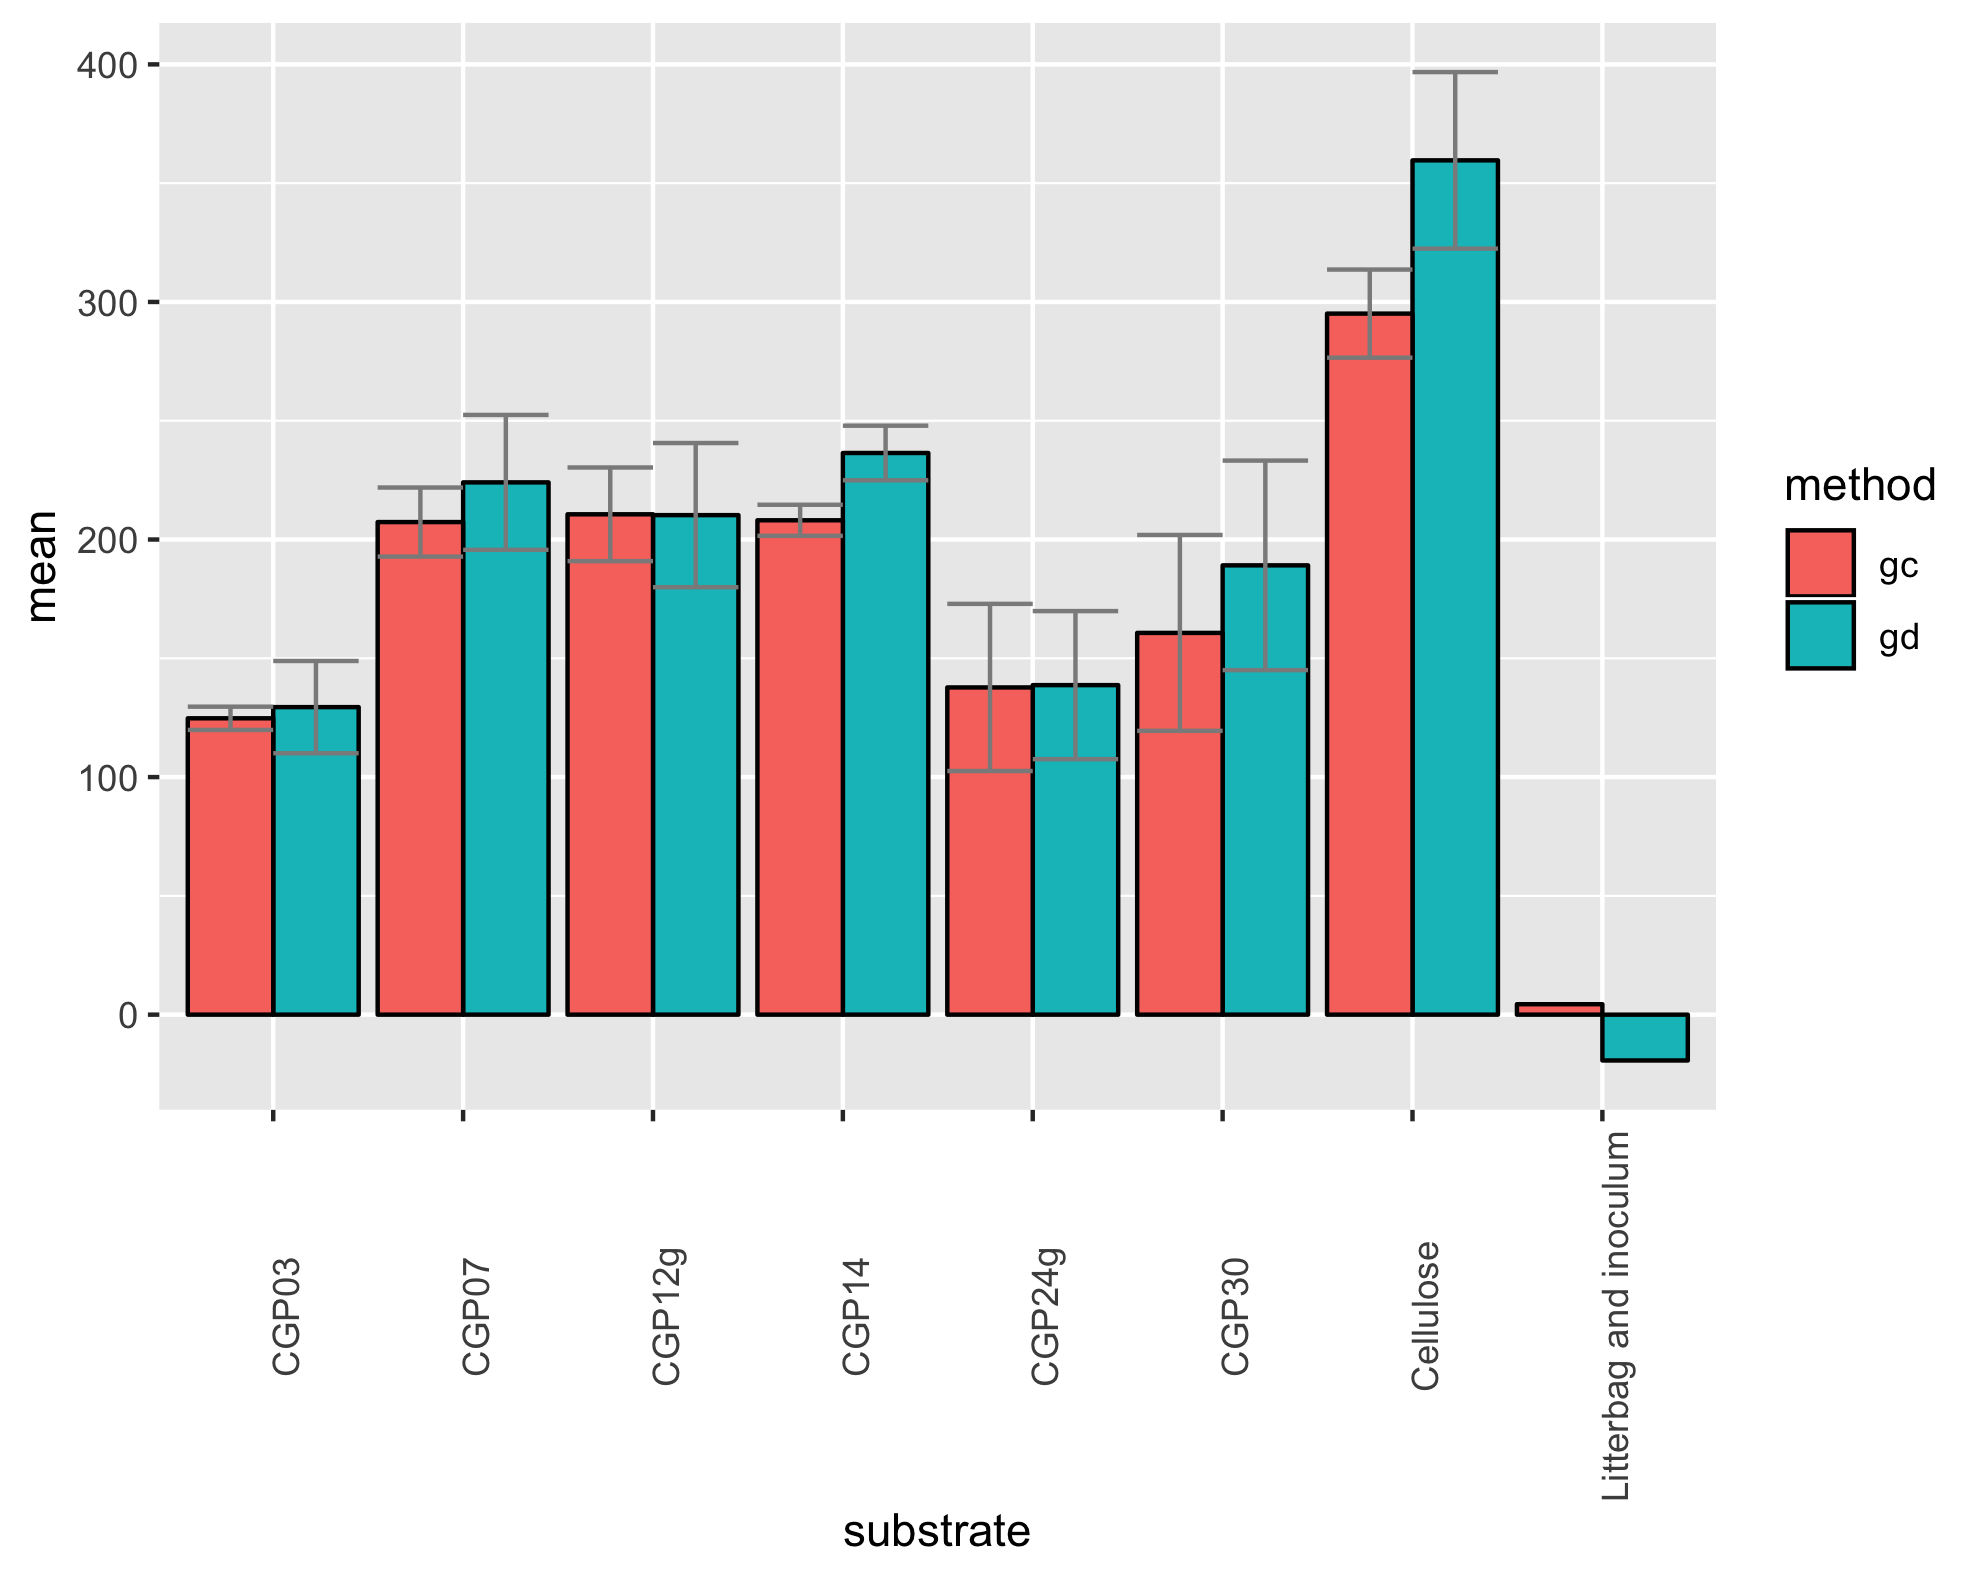 400
300
200
100
0
mean
CGP03
CGP07
CGP12g
CGP14
CGP24g
CGP30
Cellulose
Litterbag and inoculum
substrate
method
gc
gd